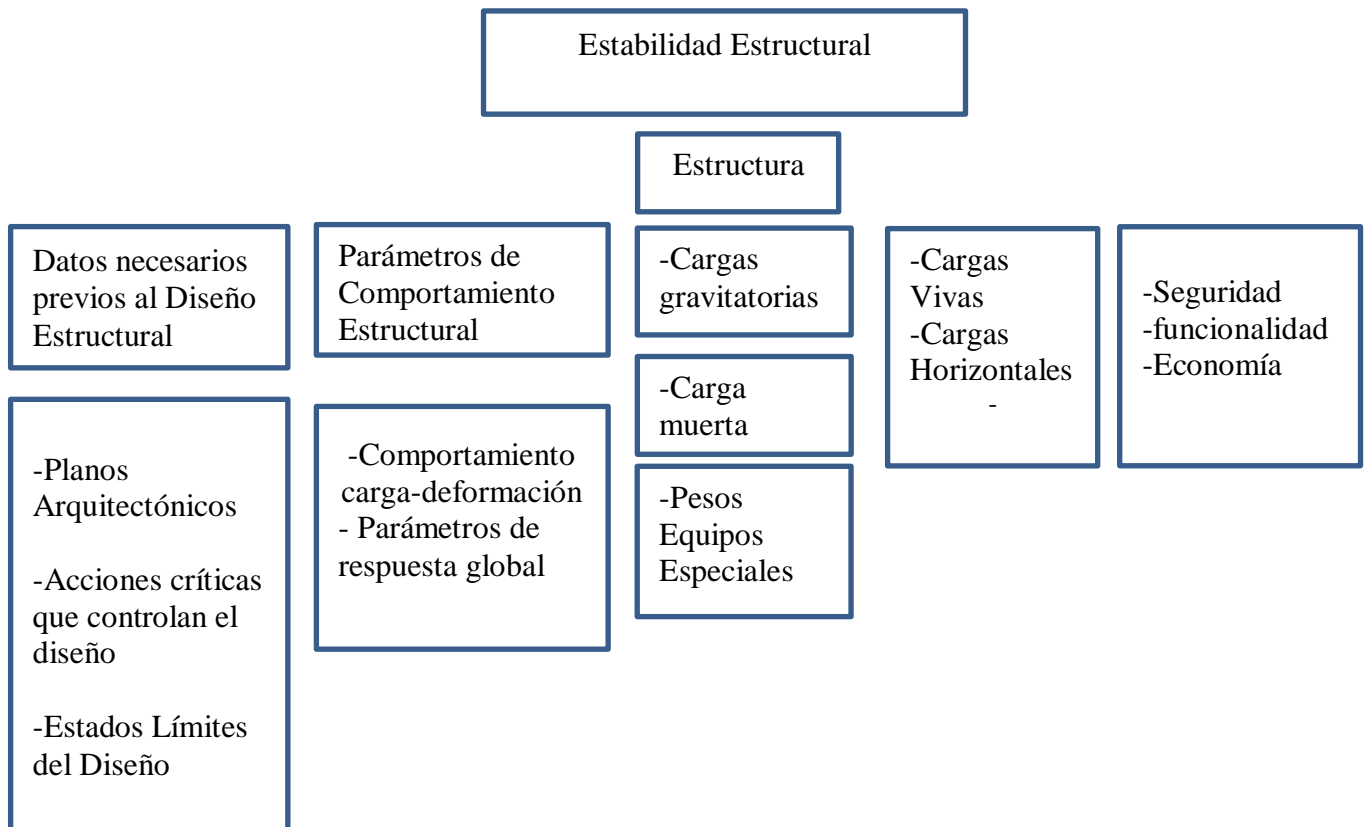 Estabilidad Estructural
Estructura
Datos necesarios
previos al Diseño
Estructural
-Planos
Arquitectónicos
-Acciones críticas
que controlan el
diseño
-Estados Límites
del Diseño
Parámetros de
Comportamiento
Estructural
-Comportamiento
carga-deformación
- Parámetros de
respuesta global
-Cargas
gravitatorias
-Carga
muerta
-Pesos
Equipos
Especiales
-Cargas
Vivas
-Cargas
Horizontales
-
-Seguridad
-funcionalidad
-Economía